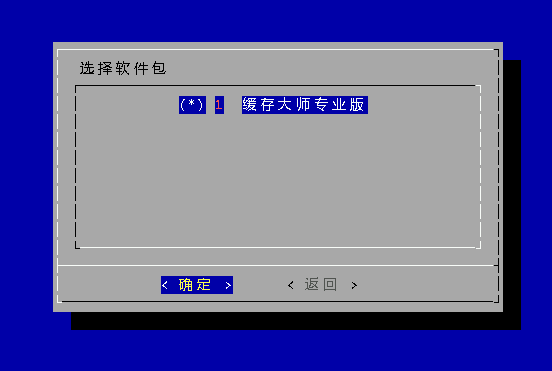 选择软件包
(*) 1 缓存大师专业版
< 确定 > < 返回 >